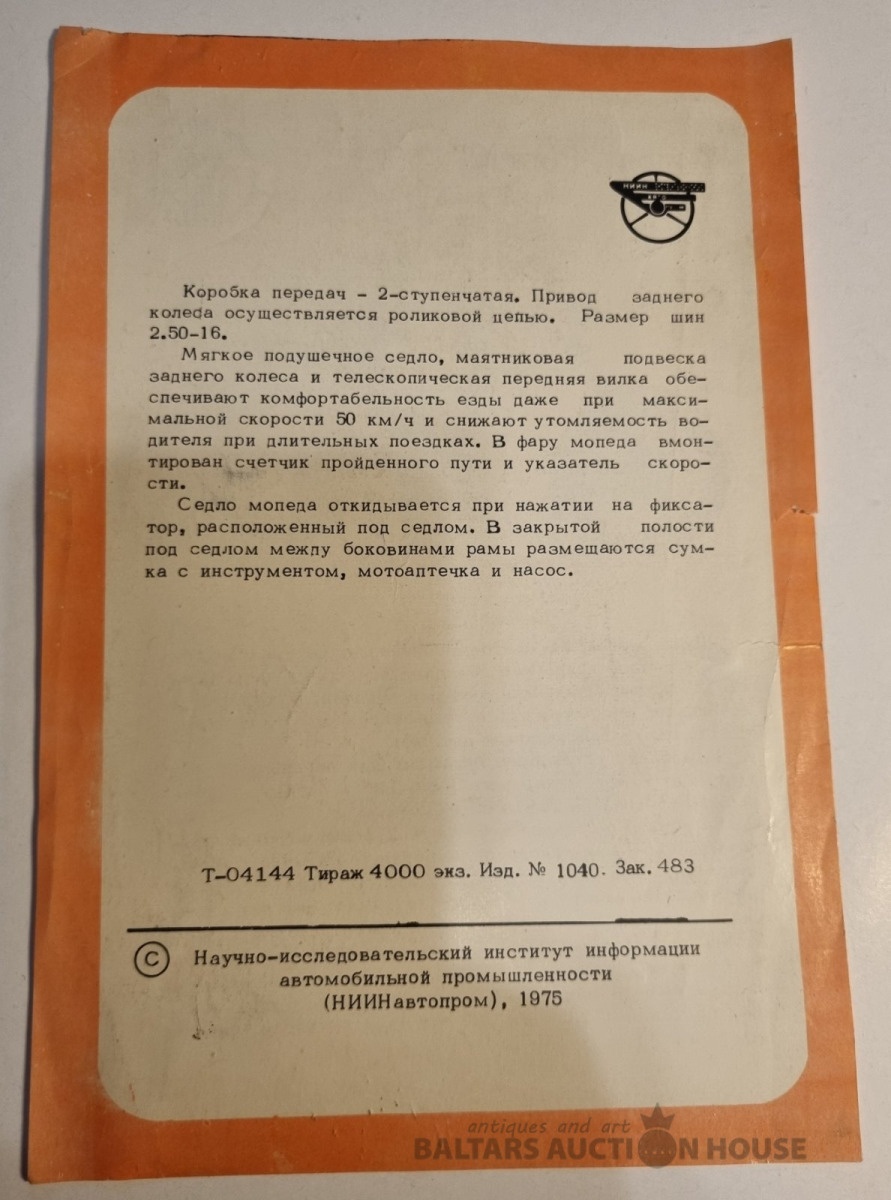 НИИН
Коробка передач – 2-ступенчатая. Привод заднего
колеса осуществляется роликовой цепью. Размер шин
2.50-16.
Мягкое подушечное седло, маятниковая подвеска
заднего колеса и телескопическая передняя вилка обе-
спечивают комфортабельность езды даже при макси-
мальной скорости 50 км/ч и снижают утомляемость во-
дителя при длительных поездках. В фару мопеда вмон-
тирован счетчик пройденного пути и указатель скоро-
сти.
Седло мопеда откидывается при нажатии на фикса-
тор, расположенный под седлом. В закрытой полости
под седлом между боковинами рамы размещаются сум-
ка с инструментом, мотоаптечка и насос.
Т-04144 Тираж 4000 экз. Изд. № 1040. Зак. 483
© Научно-исследовательский институт информации
автомобильной промышленности
(НИИНавтопром), 1975
antiques and art
BALTARS AUCTION HOUSE